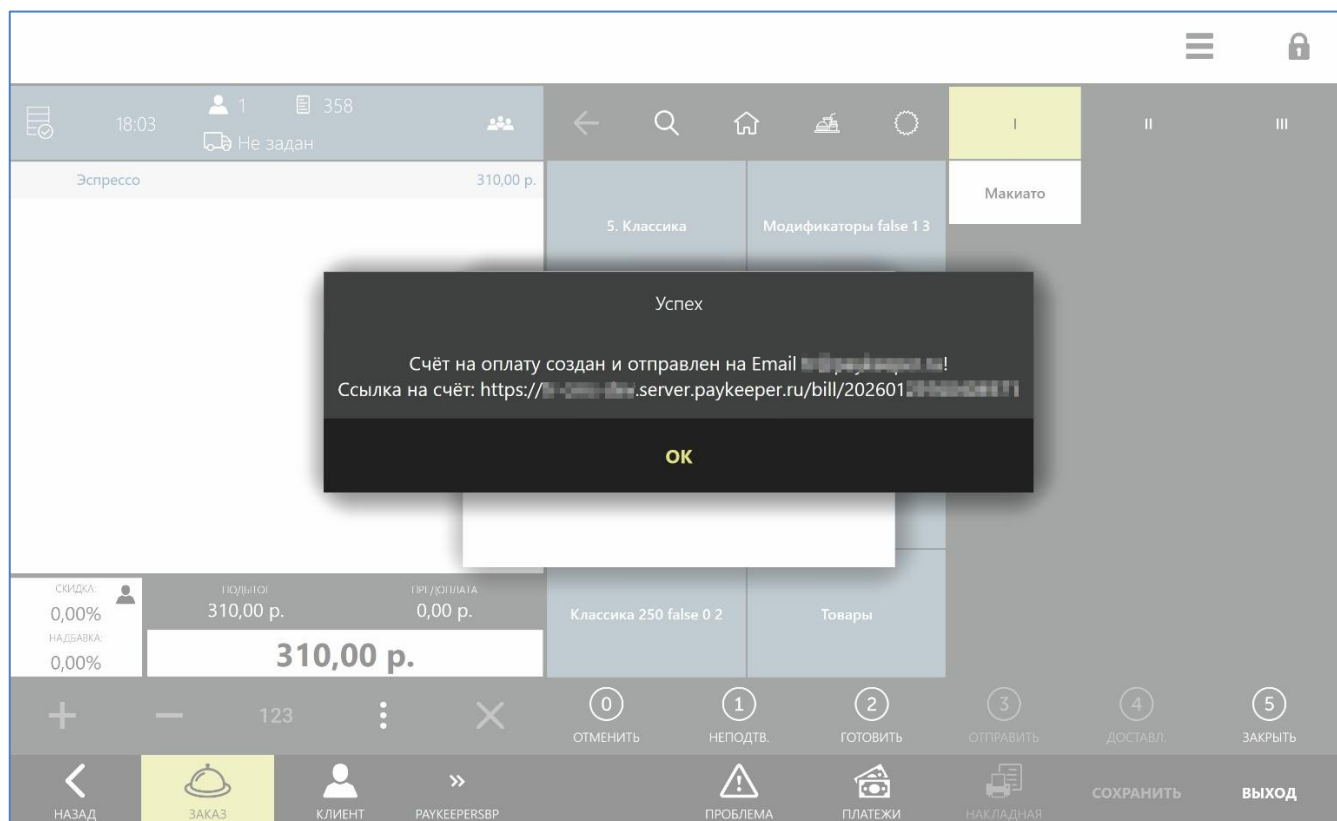 18:03
1
358
Не задан
I
II
III
Эспрессо
310,00 р.
Макиато
5. Классика
Модификаторы false 1 3
Успех
Счёт на оплату создан и отправлен на Email !
Ссылка на счёт: https:// .server.paykeeper.ru/bill/202601
OK
СКИДКА:
0,00%
НАДБАВКА:
0,00%
ПОДЫТОГ
310,00 р.
ПРЕДОПЛАТА
0,00 р.
310,00 р.
Классика 250 false 0 2
Товары
123
0
ОТМЕНИТЬ
1
НЕПОДТВ.
2
ГОТОВИТЬ
3
ОТПРАВИТЬ
4
ДОСТАВЛ.
5
ЗАКРЫТЬ
НАЗАД
ЗАКАЗ
КЛИЕНТ
PAYKEEPERSBP
ПРОБЛЕМА
ПЛАТЕЖИ
НАКЛАДНАЯ
СОХРАНИТЬ
ВЫХОД